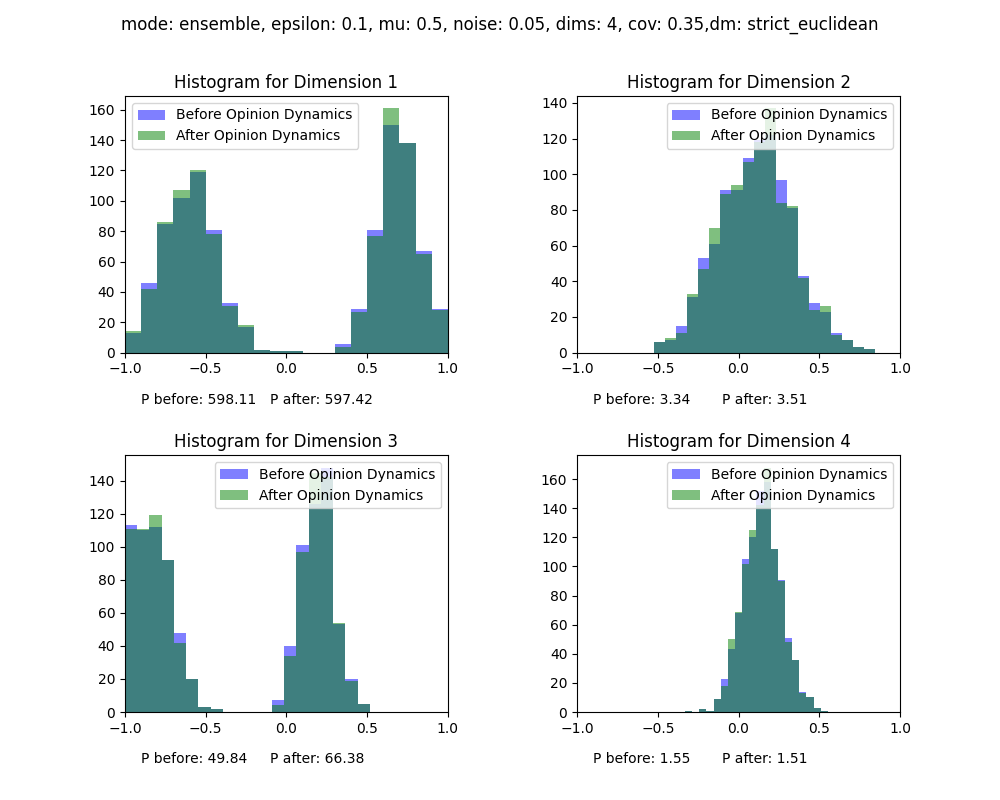 mode: ensemble, epsilon: 0.1, mu: 0.5, noise: 0.05, dims: 4, cov: 0.35,dm: strict_euclidean
Histogram for Dimension 1
Before Opinion Dynamics
After Opinion Dynamics
160
140
120
100
80
60
40
20
0
−1.0 −0.5 0.0 0.5 1.0
P before: 598.11 P after: 597.42
Histogram for Dimension 2
Before Opinion Dynamics
After Opinion Dynamics
140
120
100
80
60
40
20
0
−1.0 −0.5 0.0 0.5 1.0
P before: 3.34 P after: 3.51
Histogram for Dimension 3
Before Opinion Dynamics
After Opinion Dynamics
140
120
100
80
60
40
20
0
−1.0 −0.5 0.0 0.5 1.0
P before: 49.84 P after: 66.38
Histogram for Dimension 4
Before Opinion Dynamics
After Opinion Dynamics
160
140
120
100
80
60
40
20
0
−1.0 −0.5 0.0 0.5 1.0
P before: 1.55 P after: 1.51